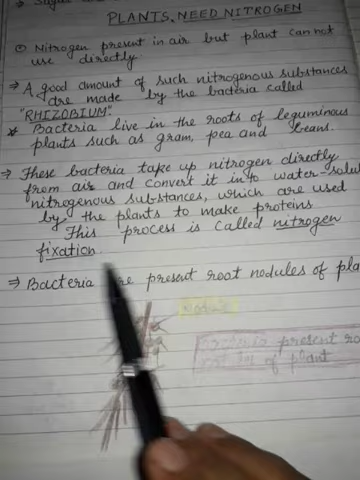 PLANTS NEED NITROGEN
Nitrogen present in air but plant can not
use directly.
⇒ A good amount of such nitrogenous substances
are made by the bacteria called
"RHIZOBIUM".
* Bacteria live in the roots of leguminous
plants such as gram, pea and beans.
⇒ These bacteria take up nitrogen directly
from air and convert it into water-solu
nitrogenous substances, which are used
by the plants to make proteins
This process is called nitrogen
fixation.
⇒ Bacteria are present root nodules of pla
present ro
of plant